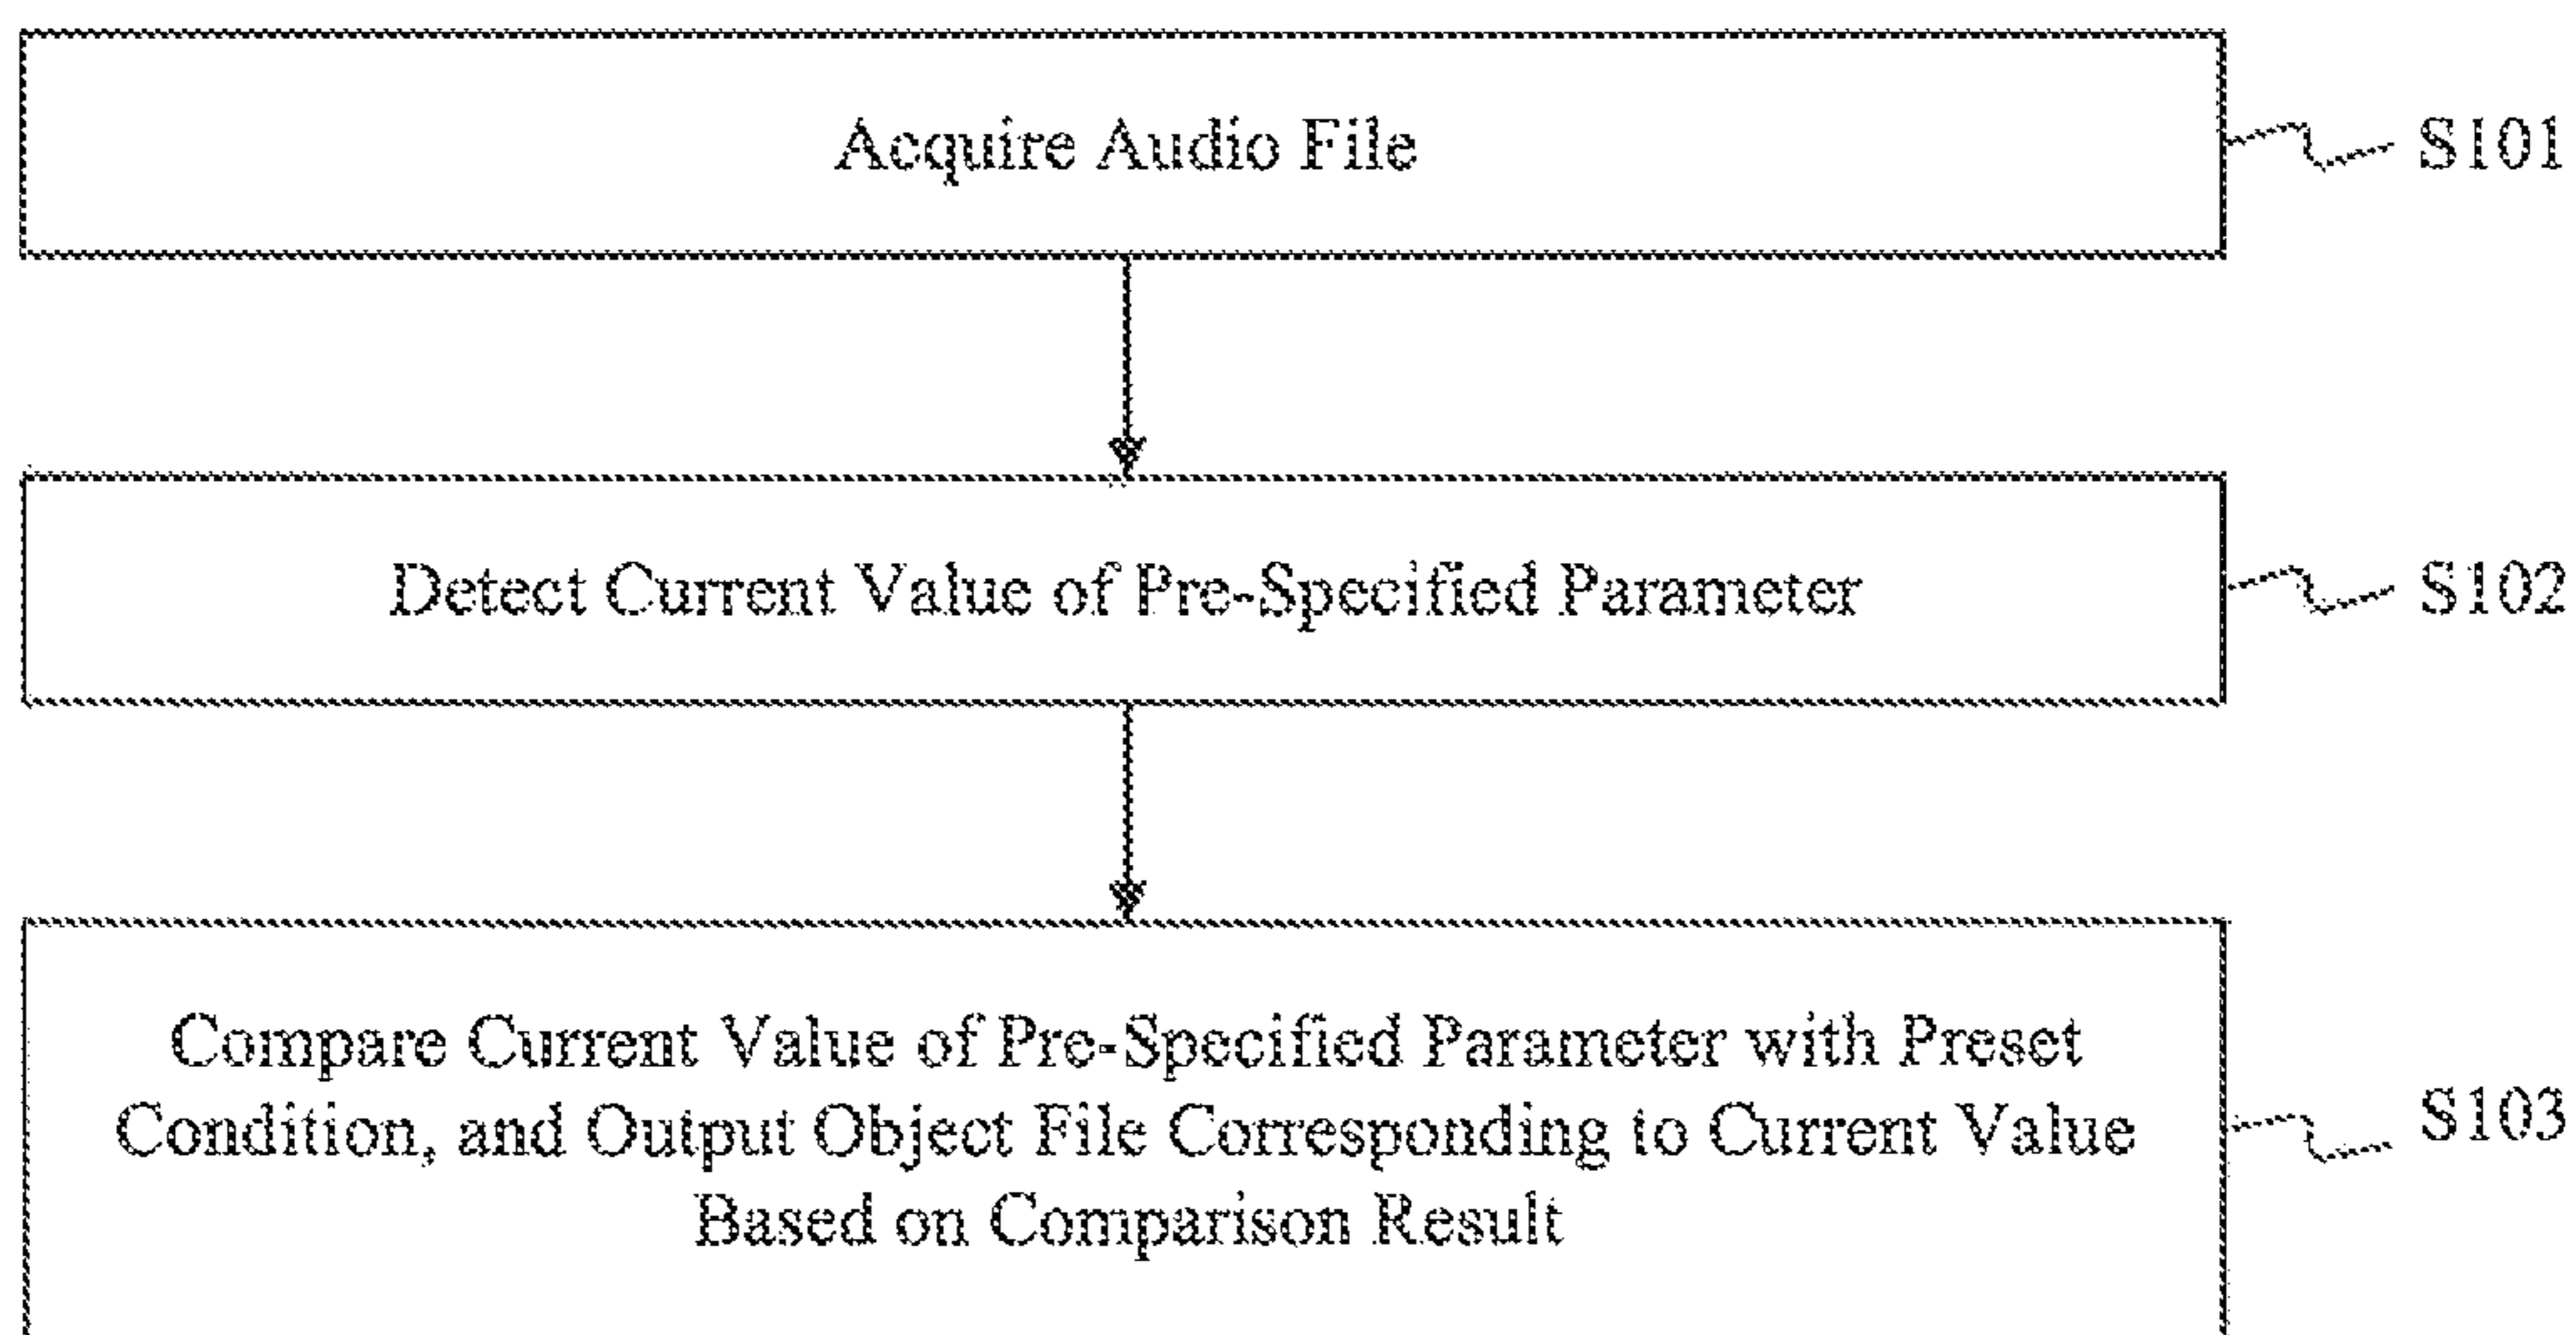 Acquire Audio File
S101
Detect Current Value of Pre-Specified Parameter
S102
Compare Current Value of Pre-Specified Parameter with Preset
Condition, and Output Object File Corresponding to Current Value
Based on Comparison Result
S103